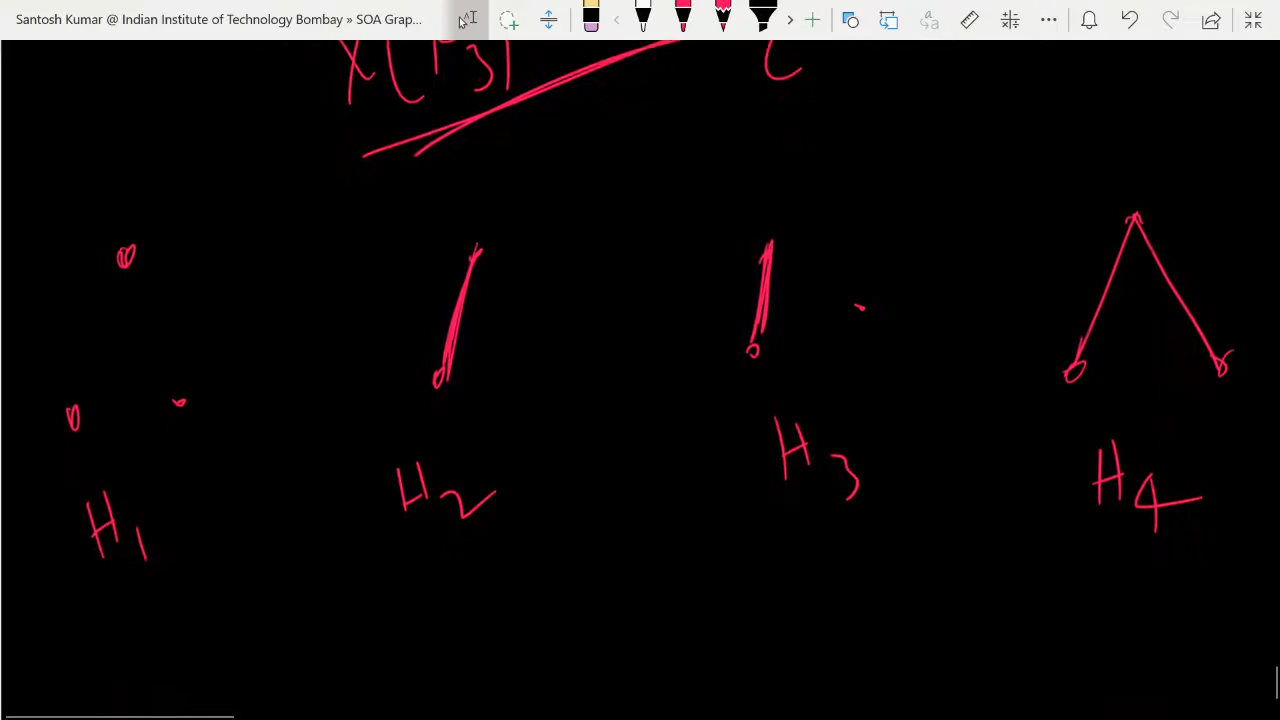 Santosh Kumar @ Indian Institute of Technology Bombay » SOA Grap...
H1
H2
H3
H4